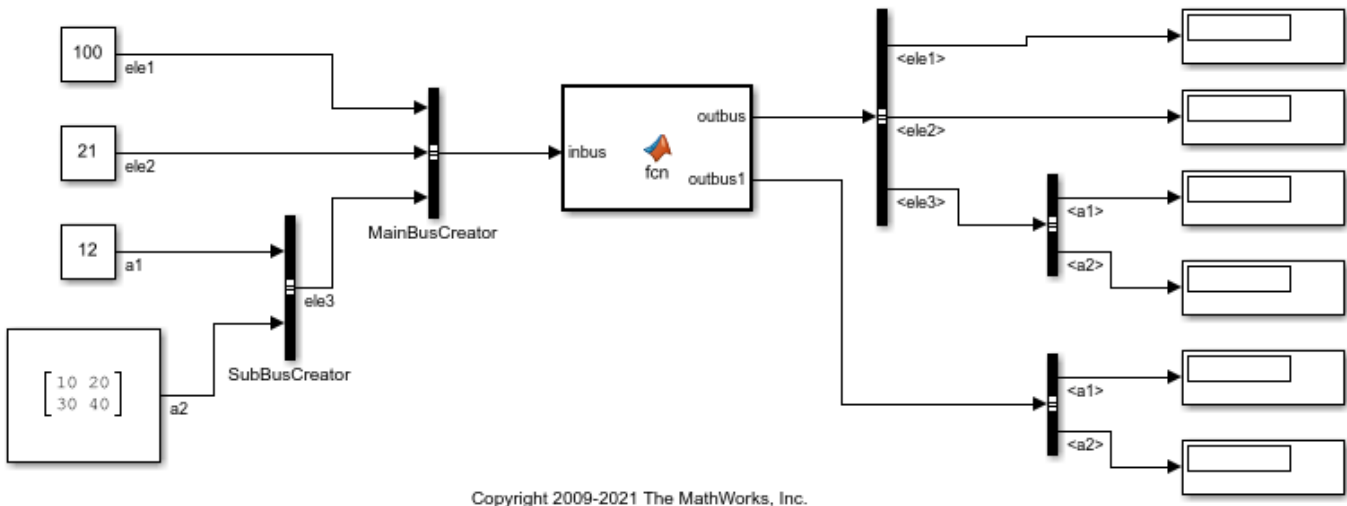 100
ele1
21
ele2
12
a1
10 20
30 40
a2
SubBusCreator
ele3
MainBusCreator
inbus
fcn
outbus
outbus1
<ele1>
<ele2>
<ele3>
<a1>
<a2>
<a1>
<a2>
Copyright 2009-2021 The MathWorks, Inc.